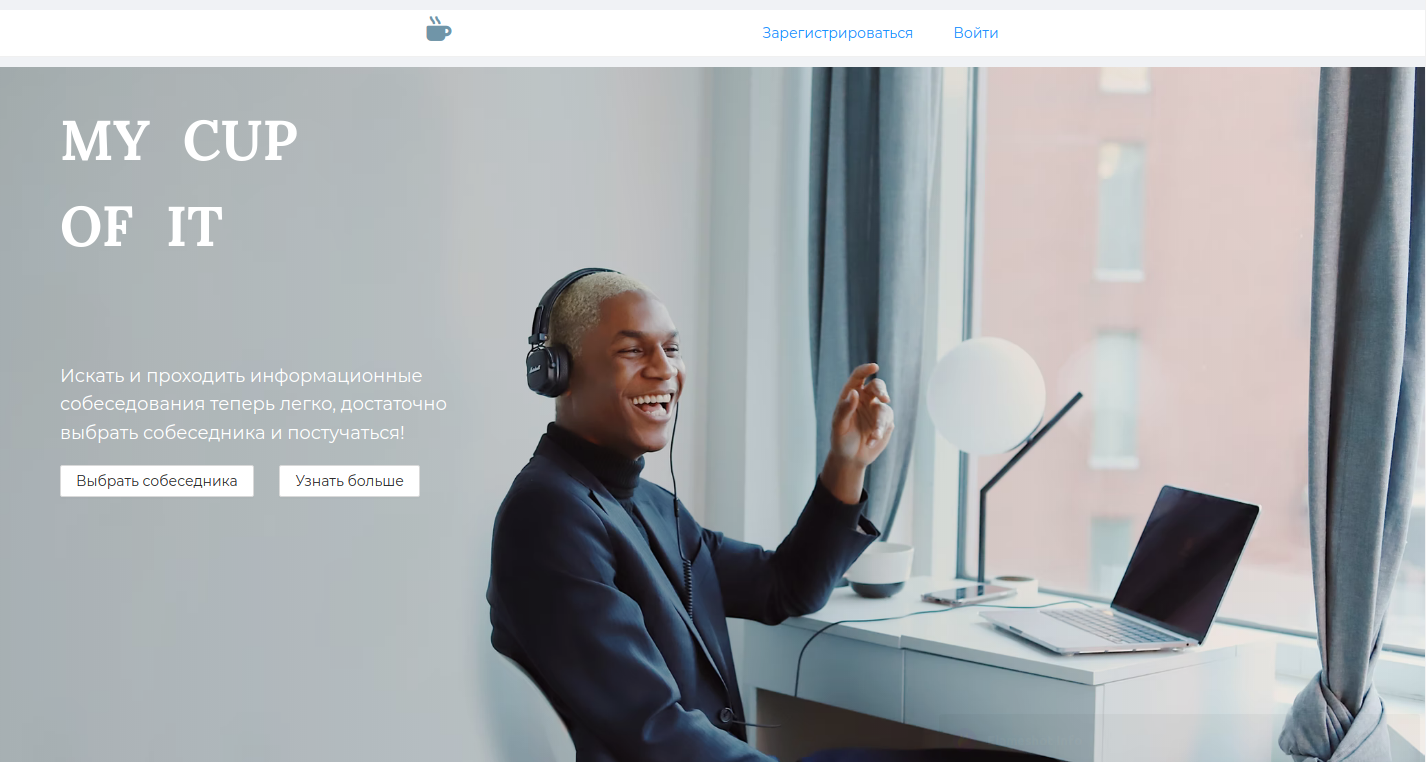 Зарегистрироваться Войти
MY CUP
OF IT
Искать и проходить информационные
собеседования теперь легко, достаточно
выбрать собеседника и постучаться!
Выбрать собеседника Узнать больше